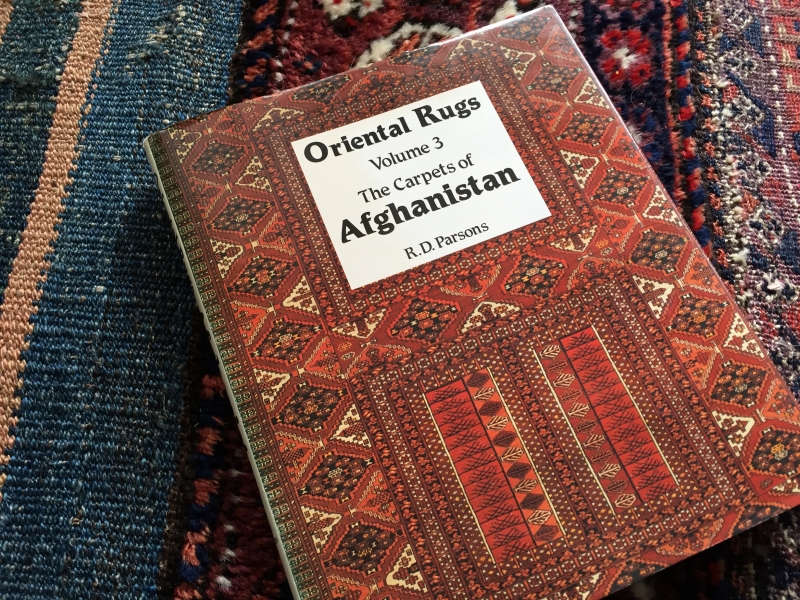 Oriental Rugs
Volume 3
The Carpets of
Afghanistan
R.D. Parsons